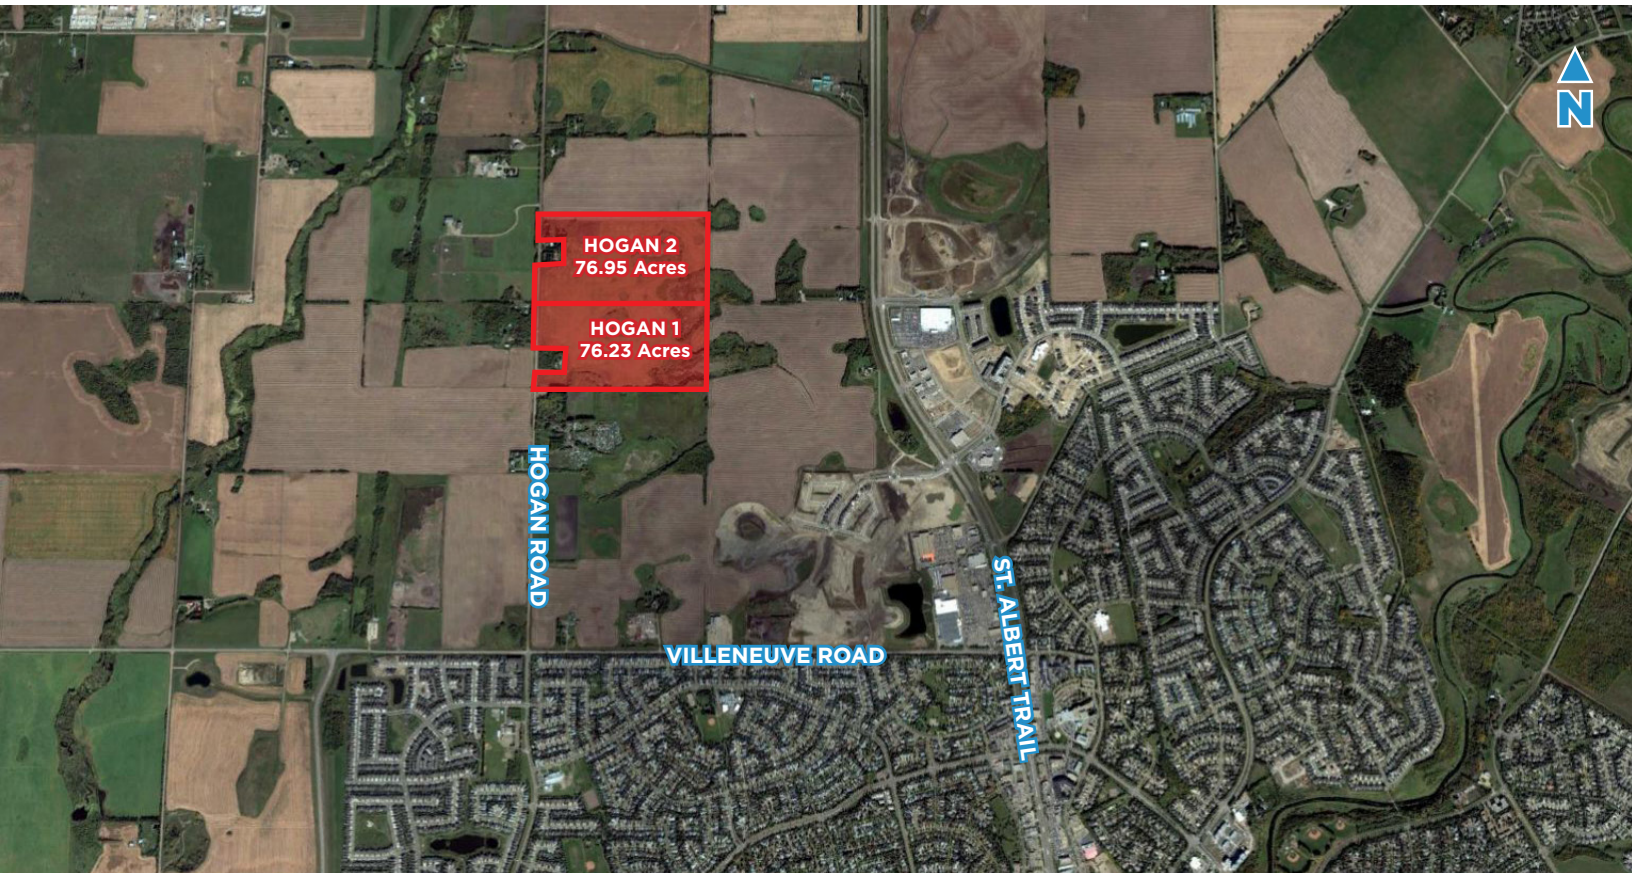 N
HOGAN 2
76.95 Acres
HOGAN 1
76.23 Acres
HOGAN ROAD
ST. ALBERT TRAIL
VILLENEUVE ROAD